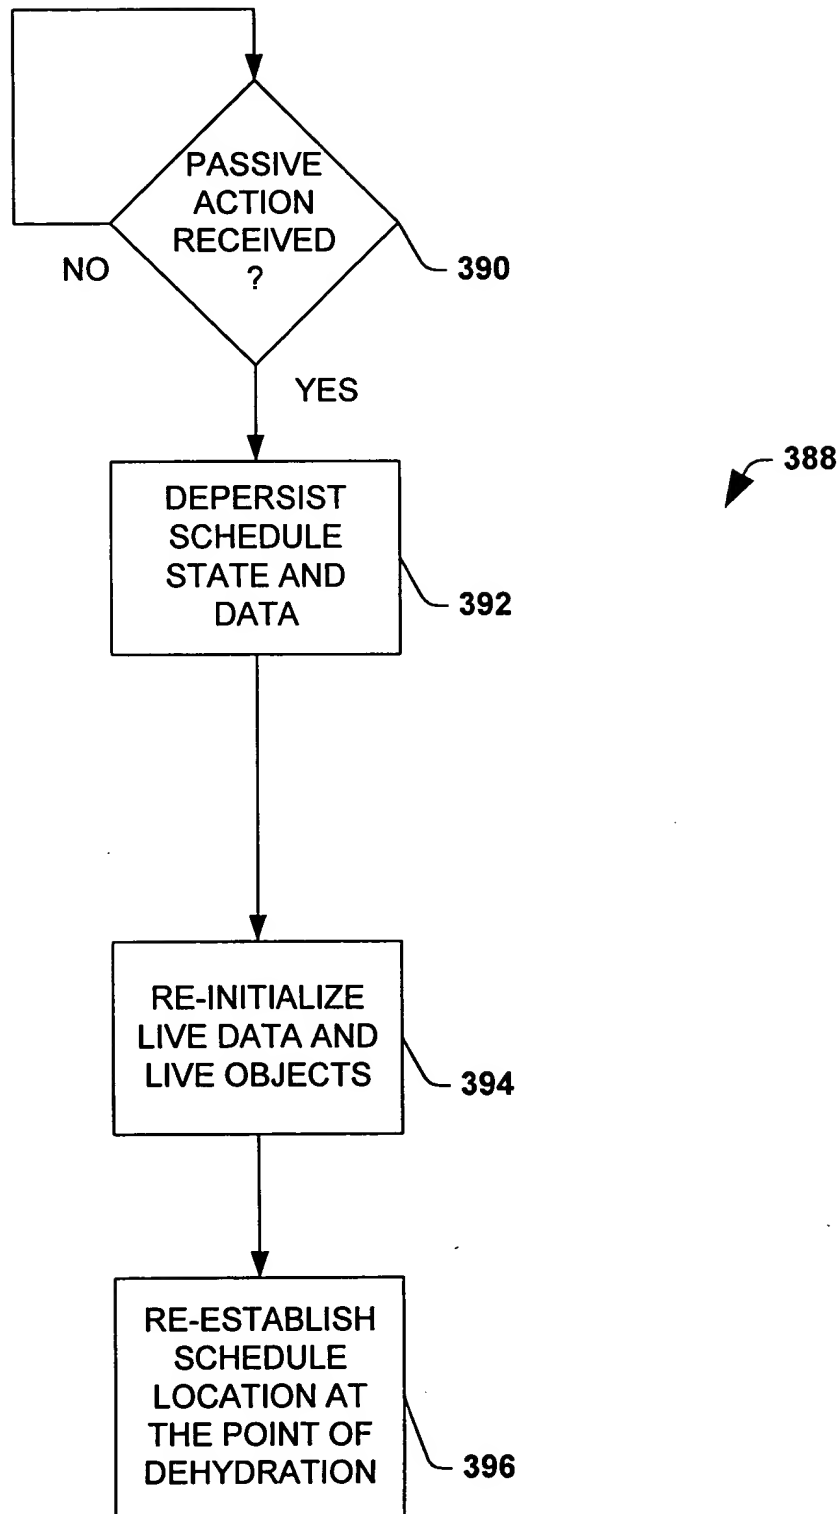 PASSIVE
ACTION
RECEIVED
?
390
NO
YES
388
DEPERSIST
SCHEDULE
STATE AND
DATA
392
RE-INITIALIZE
LIVE DATA AND
LIVE OBJECTS
394
RE-ESTABLISH
SCHEDULE
LOCATION AT
THE POINT OF
DEHYDRATION
396